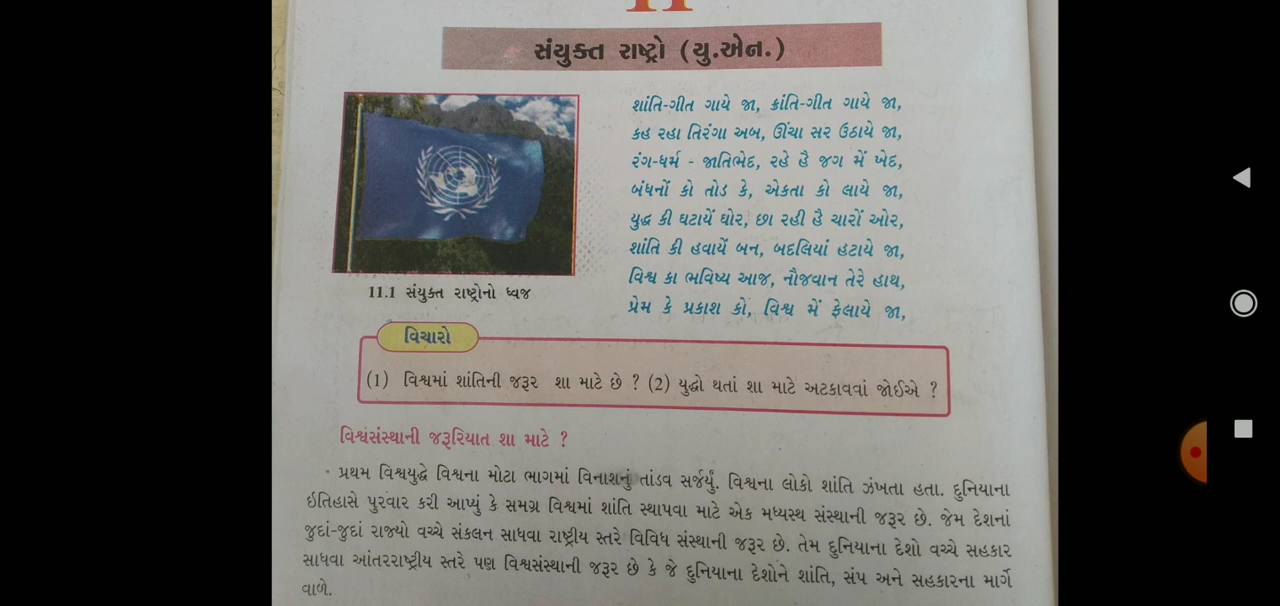 11
સંયુક્ત રાષ્ટ્રો (યુ.એન.)
શાંતિ-ગીત ગાયે જા, ક્રાંતિ-ગીત ગાયે જા,
કહ રહા તિરંગા અબ, ઊંચા સર ઉઠાયે જા,
રંગ-ધર્મ - જાતિભેદ, રહે હૈ જગ મેં ખેદ,
બંધનોં કો તોડ કે, એકતા કો લાયે જા,
યુદ્ધ કી ઘટાયેં ઘોર, છા રહી હૈ ચારોં ઓર,
શાંતિ કી હવાયેં બન, બદલિયાં હટાયે જા,
વિશ્વ કા ભવિષ્ય આજ, નૌજવાન તેરે હાથ,
પ્રેમ કે પ્રકાશ કો, વિશ્વ મેં ફેલાયે જા,
11.1 સંયુક્ત રાષ્ટ્રોનો ધ્વજ
વિચારો
(1) વિશ્વમાં શાંતિની જરૂર શા માટે છે ? (2) યુદ્ધો થતાં શા માટે અટકાવવાં જોઈએ ?
વિશ્વસંસ્થાની જરૂરિયાત શા માટે ?
પ્રથમ વિશ્વયુદ્ધે વિશ્વના મોટા ભાગમાં વિનાશનું તાંડવ સર્જ્યું. વિશ્વના લોકો શાંતિ ઝંખતા હતા. દુનિયાના
ઇતિહાસે પુરવાર કરી આપ્યું કે સમગ્ર વિશ્વમાં શાંતિ સ્થાપવા માટે એક મધ્યસ્થ સંસ્થાની જરૂર છે. જેમ દેશનાં
જુદાં-જુદાં રાજ્યો વચ્ચે સંકલન સાધવા રાષ્ટ્રીય સ્તરે વિવિધ સંસ્થાની જરૂર છે. તેમ દુનિયાના દેશો વચ્ચે સહકાર
સાધવા આંતરરાષ્ટ્રીય સ્તરે પણ વિશ્વસંસ્થાની જરૂર છે કે જે દુનિયાના દેશોને શાંતિ, સંપ અને સહકારના માર્ગે
વાળે.